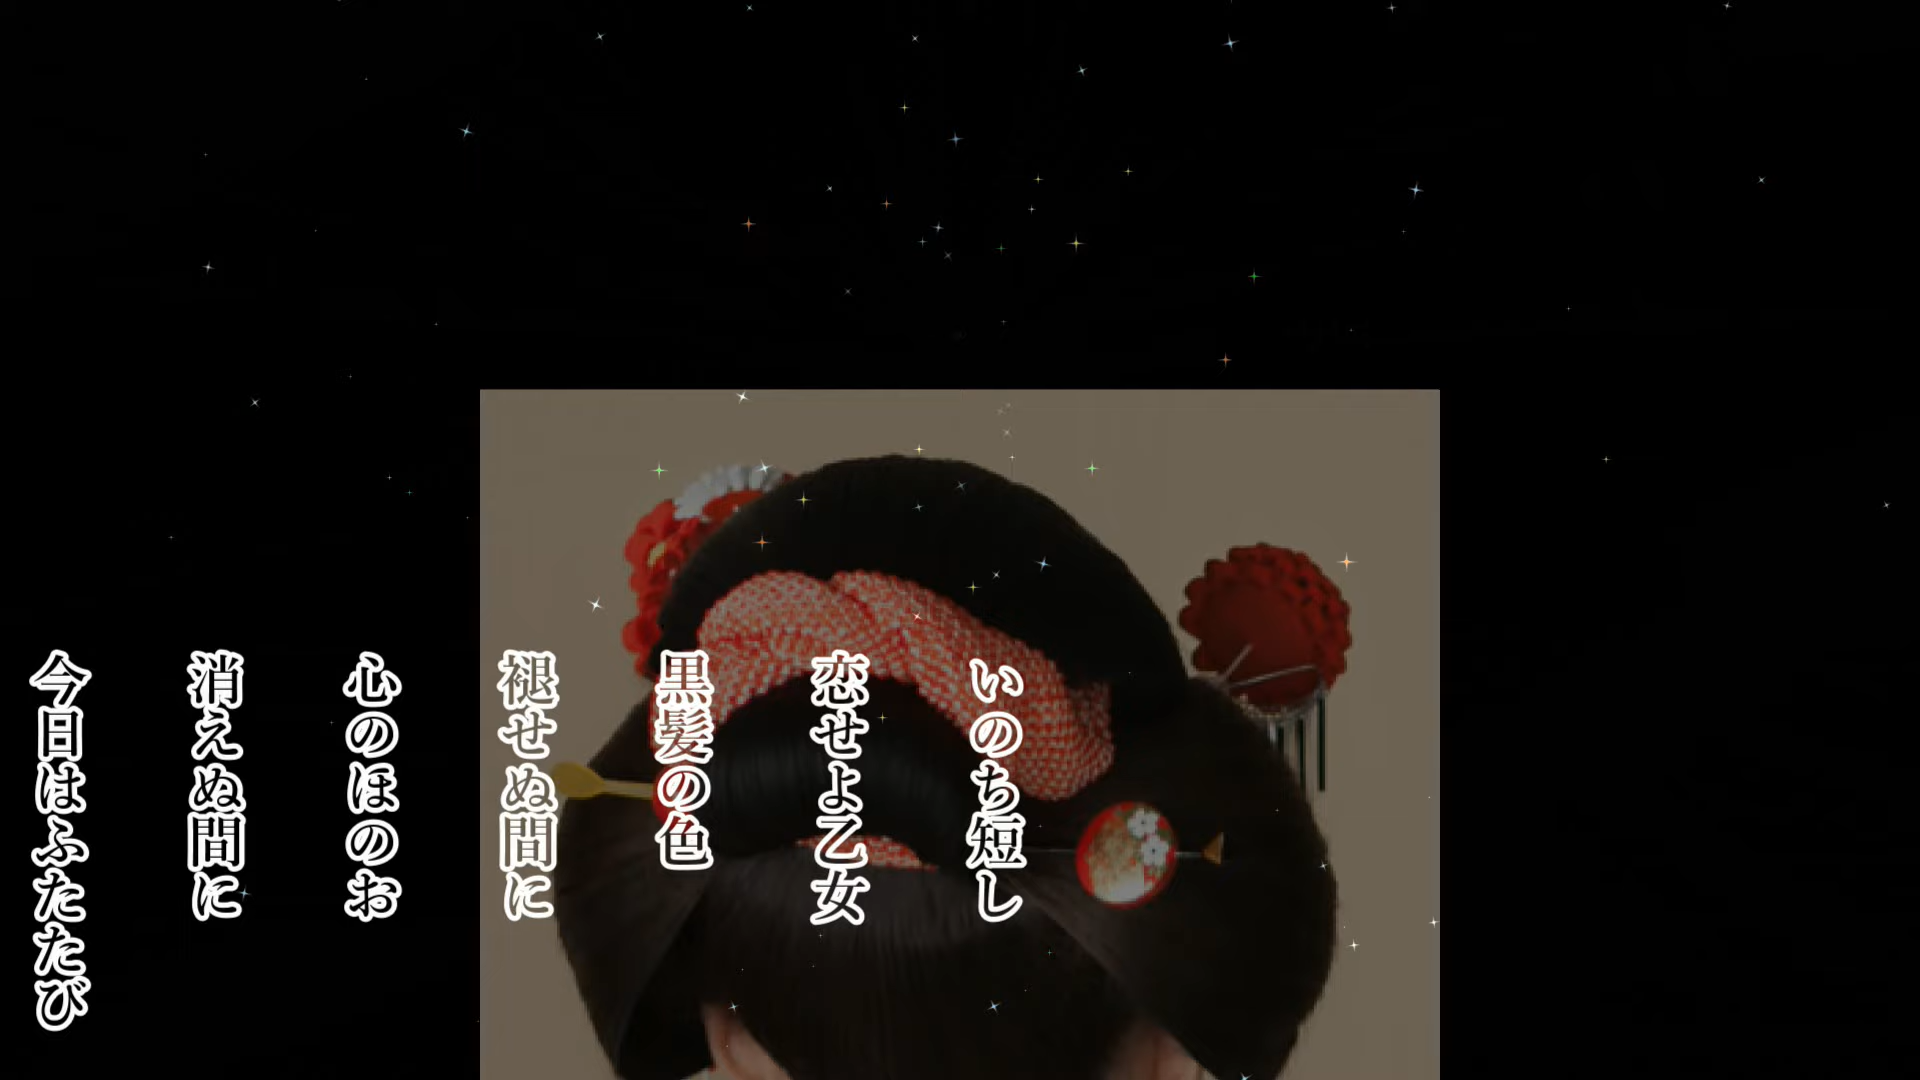 いのち短し
恋せよ乙女
黒髪の色
褪せぬ間に
心のほのお
消えぬ間に
今日はふたたび